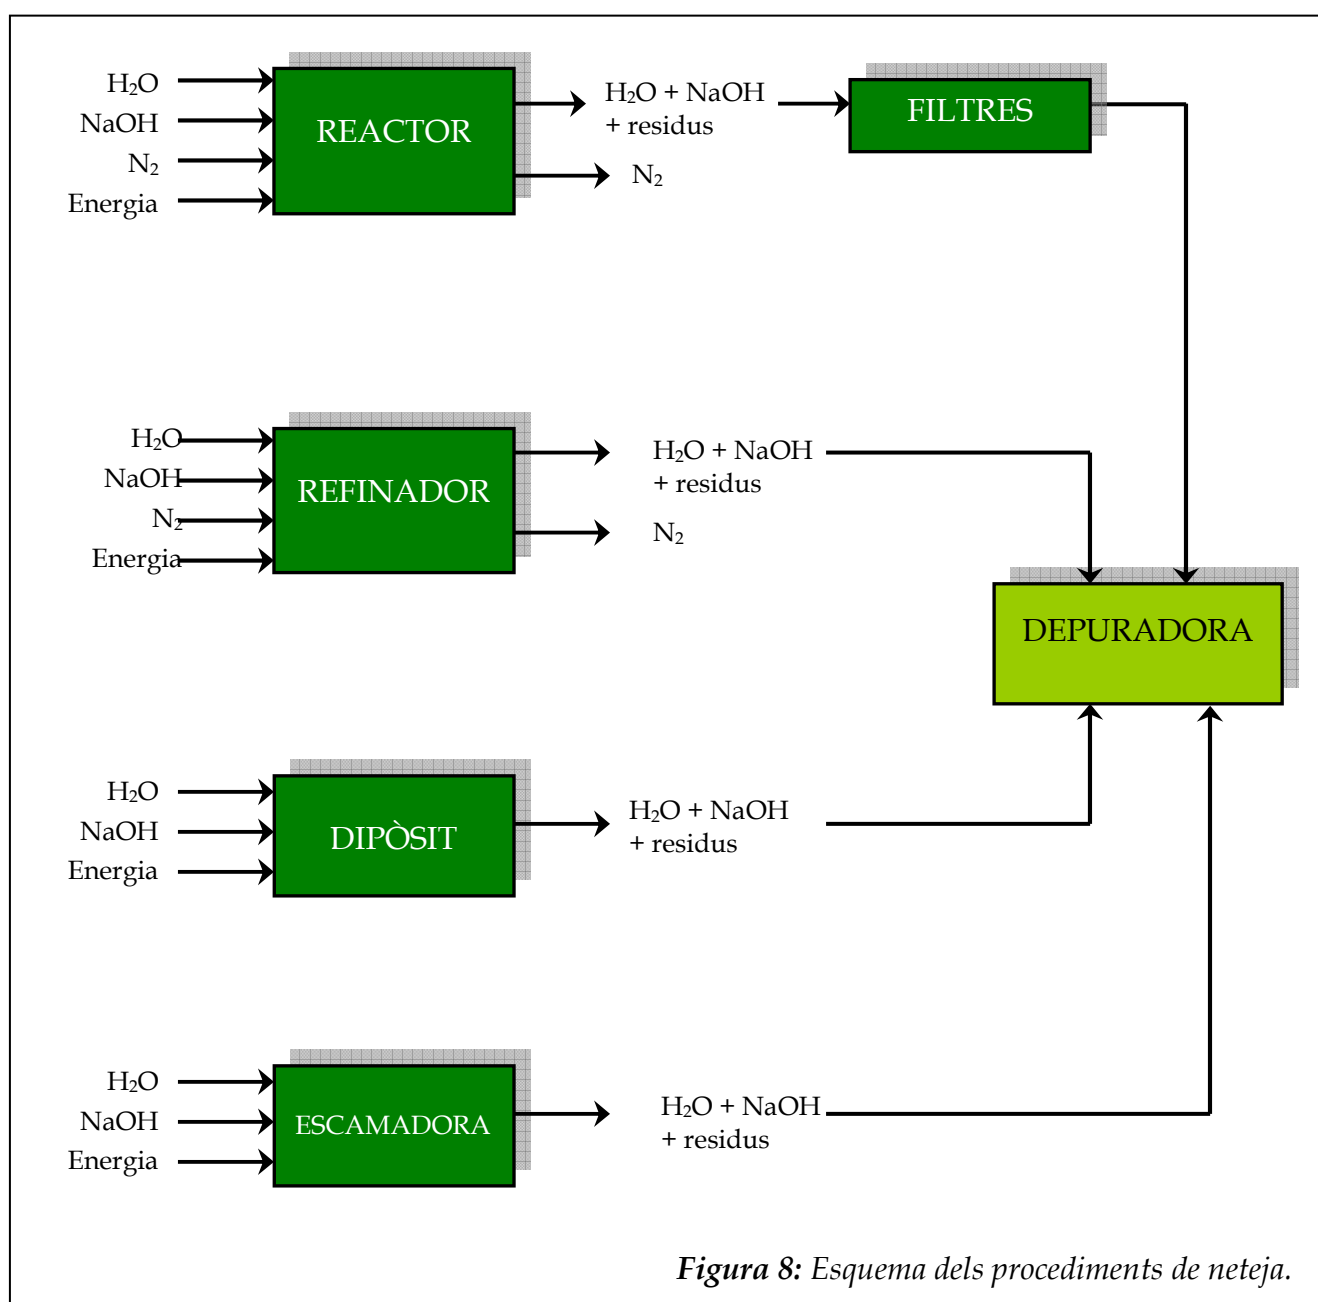 H₂O
NaOH
N₂
Energia
REACTOR
H₂O + NaOH
+ residus
N₂
FILTRES
H₂O
NaOH
N₂
Energia
REFINADOR
H₂O + NaOH
+ residus
N₂
DEPURADORA
H₂O
NaOH
Energia
DIPÒSIT
H₂O + NaOH
+ residus
H₂O
NaOH
Energia
ESCAMADORA
H₂O + NaOH
+ residus
Figura 8: Esquema dels procediments de neteja.